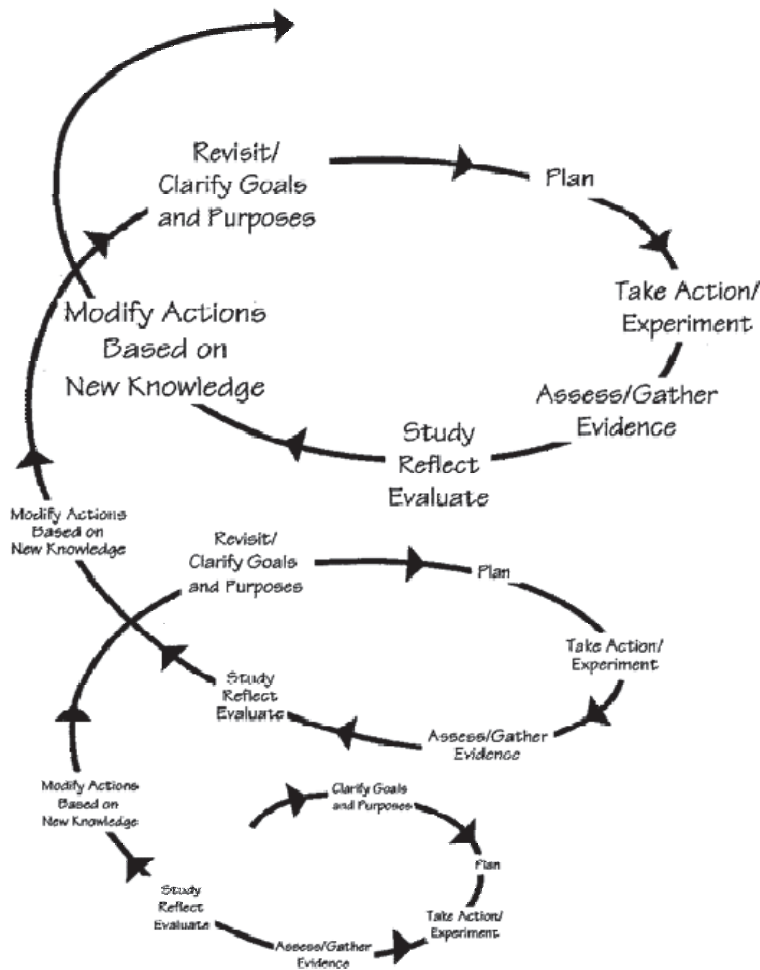 Revisit/
Clarify Goals
and Purposes
Plan
Take Action/
Experiment
Assess/Gather
Evidence
Study
Reflect
Evaluate
Modify Actions
Based on
New Knowledge
Modify Actions
Based on
New Knowledge
Revisit/
Clarify Goals
and Purposes
Plan
Take Action/
Experiment
Assess/Gather
Evidence
Study
Reflect
Evaluate
Modify Actions
Based on
New Knowledge
Clarify Goals
and Purposes
Plan
Take Action/
Experiment
Assess/Gather
Evidence
Study
Reflect
Evaluate